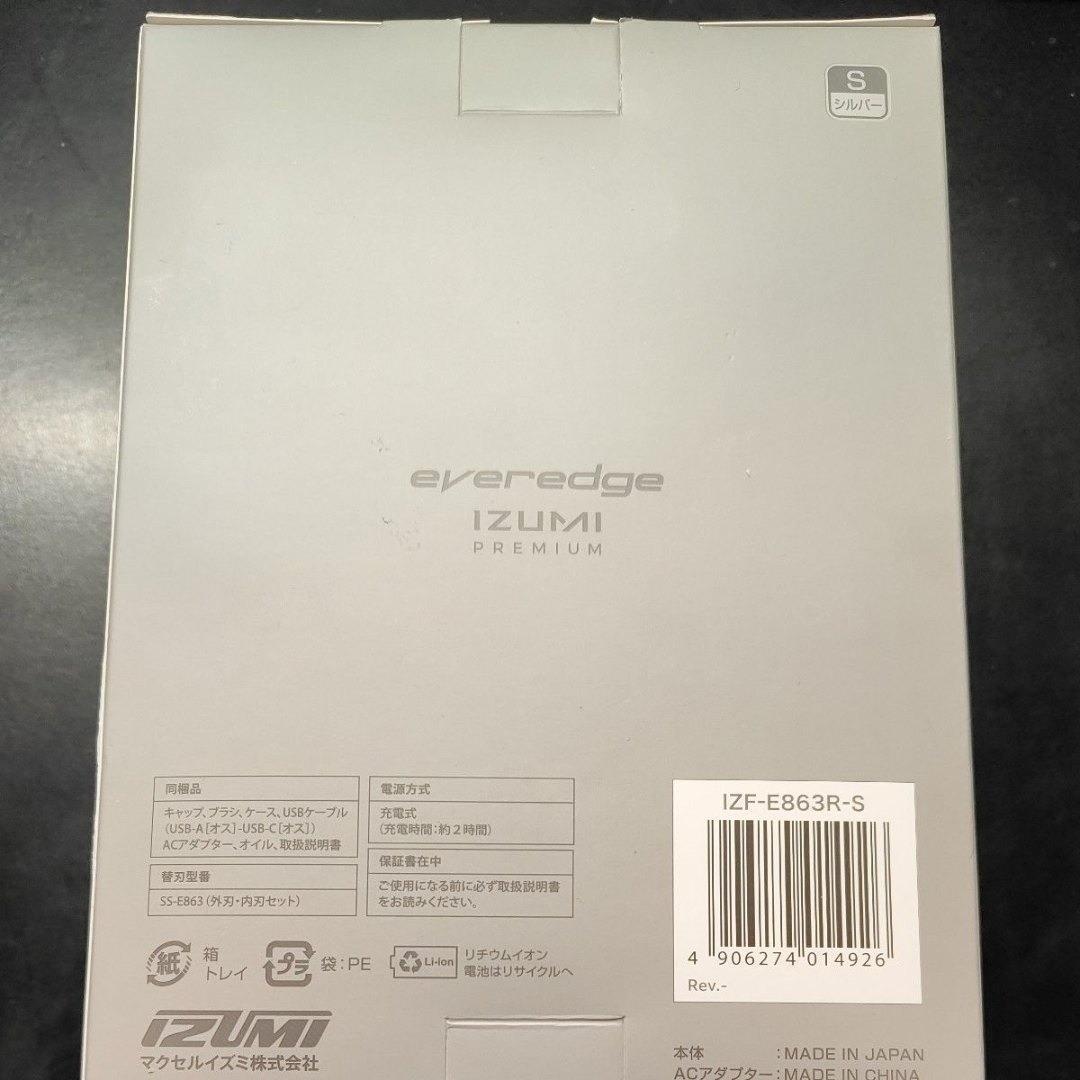 S
シルバー
everedge
IZUMI
PREMIUM
同梱品
キャップ、ブラシ、ケース、USBケーブル
(USB-A[オス]-USB-C[オス])
ACアダプター、オイル、取扱説明書
替刃型番
SS-E863(外刃・内刃セット)
電源方式
充電式
(充電時間:約2時間)
保証書在中
ご使用になる前に必ず取扱説明書
をお読みください。
IZF-E863R-S
4 906274 014926
Rev.-
紙
箱
トレイ
プラ
袋:PE
Li-ion
リチウムイオン
電池はリサイクルへ
IZUMI
マクセルイズミ株式会社
本体 :MADE IN JAPAN
ACアダプター:MADE IN CHINA